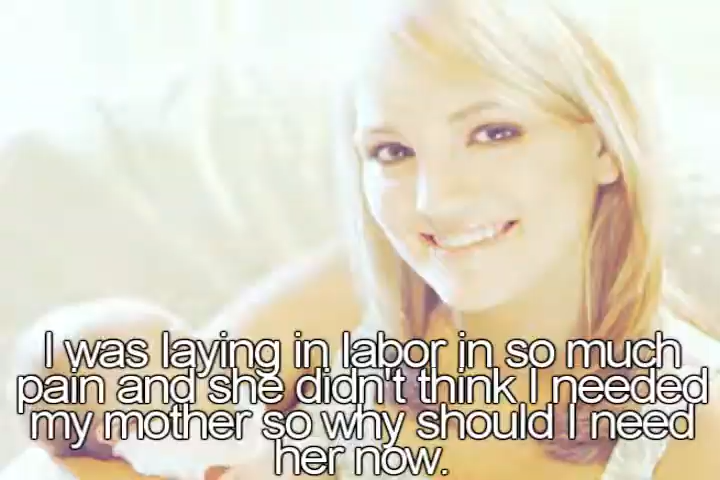 I was laying in labor in so much
pain and she didn't think I needed
my mother so why should I need
her now.